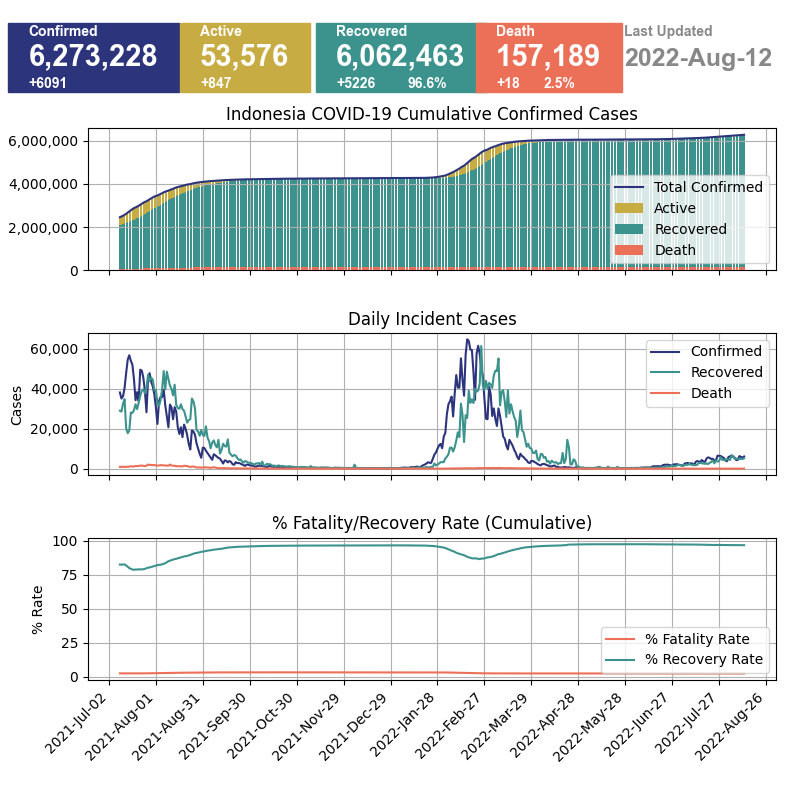 Confirmed
6,273,228
+6091
Active
53,576
+847
Recovered
6,062,463
+5226 96.6%
Death
157,189
+18 2.5%
Last Updated
2022-Aug-12
Indonesia COVID-19 Cumulative Confirmed Cases
6,000,000
4,000,000
2,000,000
0
Total Confirmed
Active
Recovered
Death
Daily Incident Cases
Cases
60,000
40,000
20,000
0
Confirmed
Recovered
Death
% Fatality/Recovery Rate (Cumulative)
% Rate
100
75
50
25
0
% Fatality Rate
% Recovery Rate
2021-Jul-02
2021-Aug-01
2021-Aug-31
2021-Sep-30
2021-Oct-30
2021-Nov-29
2021-Dec-29
2022-Jan-28
2022-Feb-27
2022-Mar-29
2022-Apr-28
2022-May-28
2022-Jun-27
2022-Jul-27
2022-Aug-26